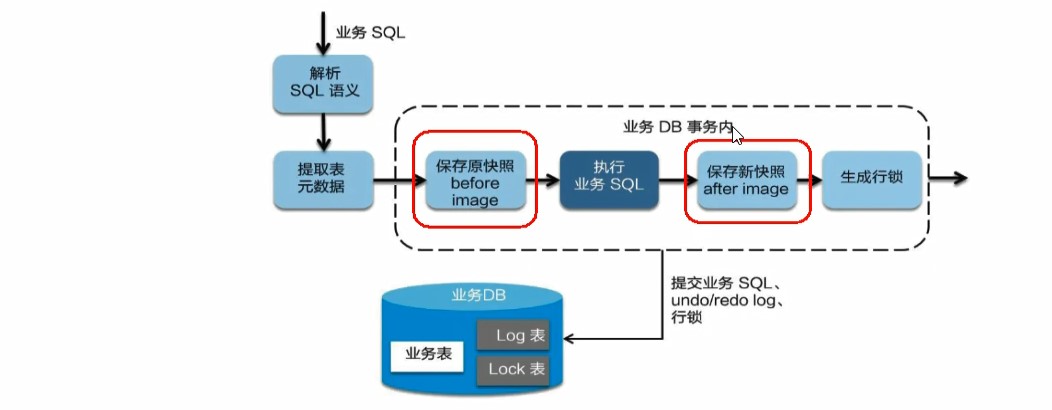 业务 SQL
解析
SQL 语义
业务 DB 事务内
提取表
元数据
保存原快照
before
image
执行
业务 SQL
保存新快照
after image
生成行锁
提交业务 SQL、
undo/redo log、
行锁
业务DB
Log 表
业务表
Lock 表